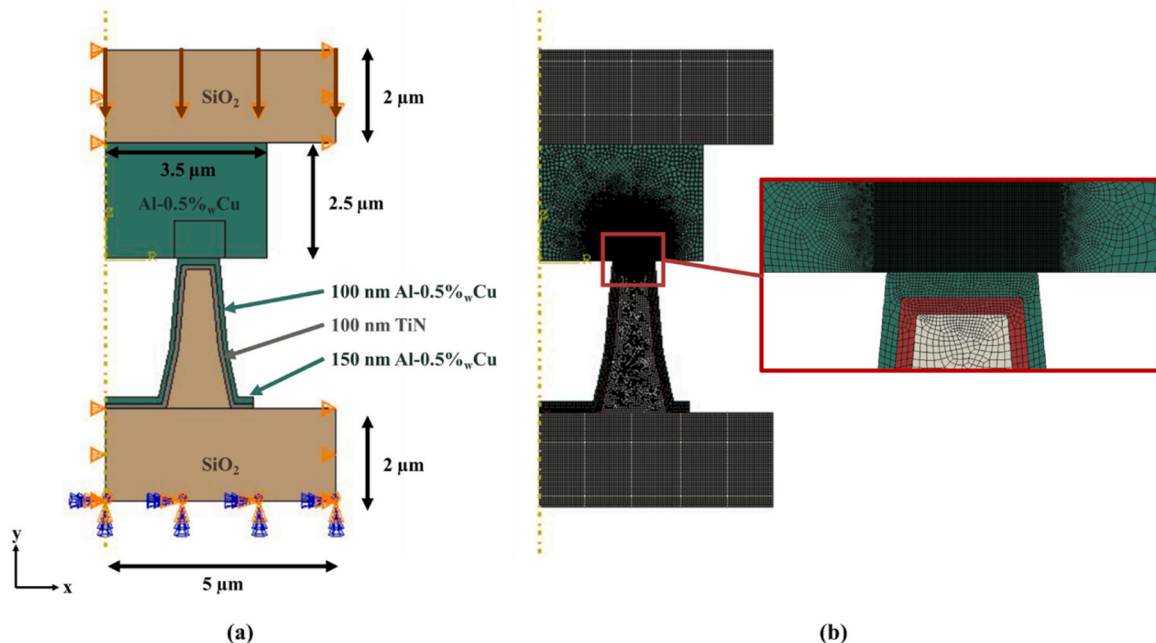 SiO₂
2 µm
3.5 µm
Al-0.5%wCu
2.5 µm
R
100 nm Al-0.5%wCu
100 nm TiN
150 nm Al-0.5%wCu
SiO₂
2 µm
y
x
5 µm
(a)
R
(b)